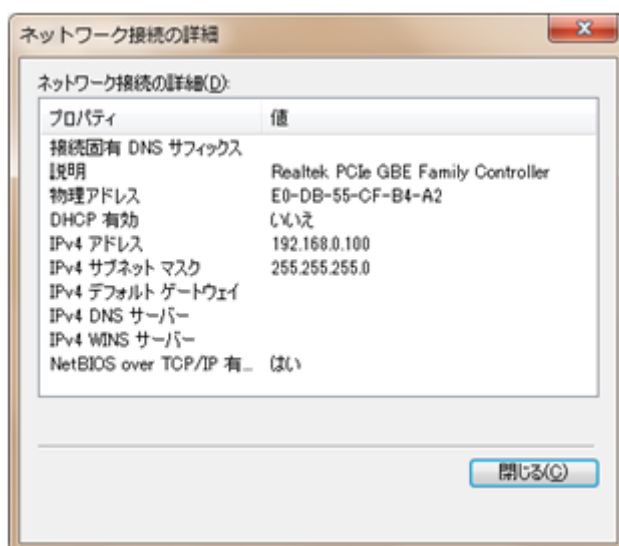 ネットワーク接続の詳細
ネットワーク接続の詳細(D):
プロパティ 値
接続固有 DNS サフィックス
説明 Realtek PCIe GBE Family Controller
物理アドレス E0-DB-55-CF-B4-A2
DHCP 有効 いいえ
IPv4 アドレス 192.168.0.100
IPv4 サブネット マスク 255.255.255.0
IPv4 デフォルト ゲートウェイ
IPv4 DNS サーバー
IPv4 WINS サーバー
NetBIOS over TCP/IP 有... はい
閉じる(C)